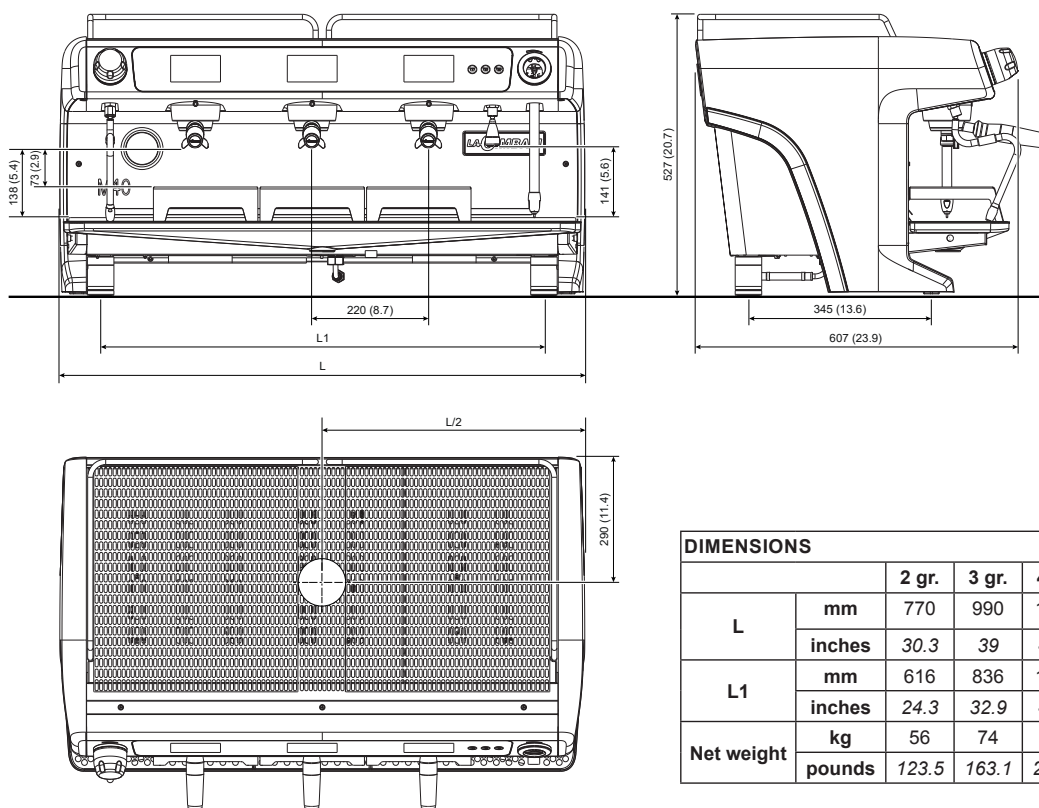 138 (5.4)
73 (2.9)
M40
141 (5.6)
220 (8.7)
L1
L
527 (20.7)
345 (13.6)
607 (23.9)
L/2
290 (11.4)
DIMENSIONS
2 gr. 3 gr.
L mm 770 990
inches 30.3 39
L1 mm 616 836
inches 24.3 32.9
Net weight kg 56 74
pounds 123.5 163.1